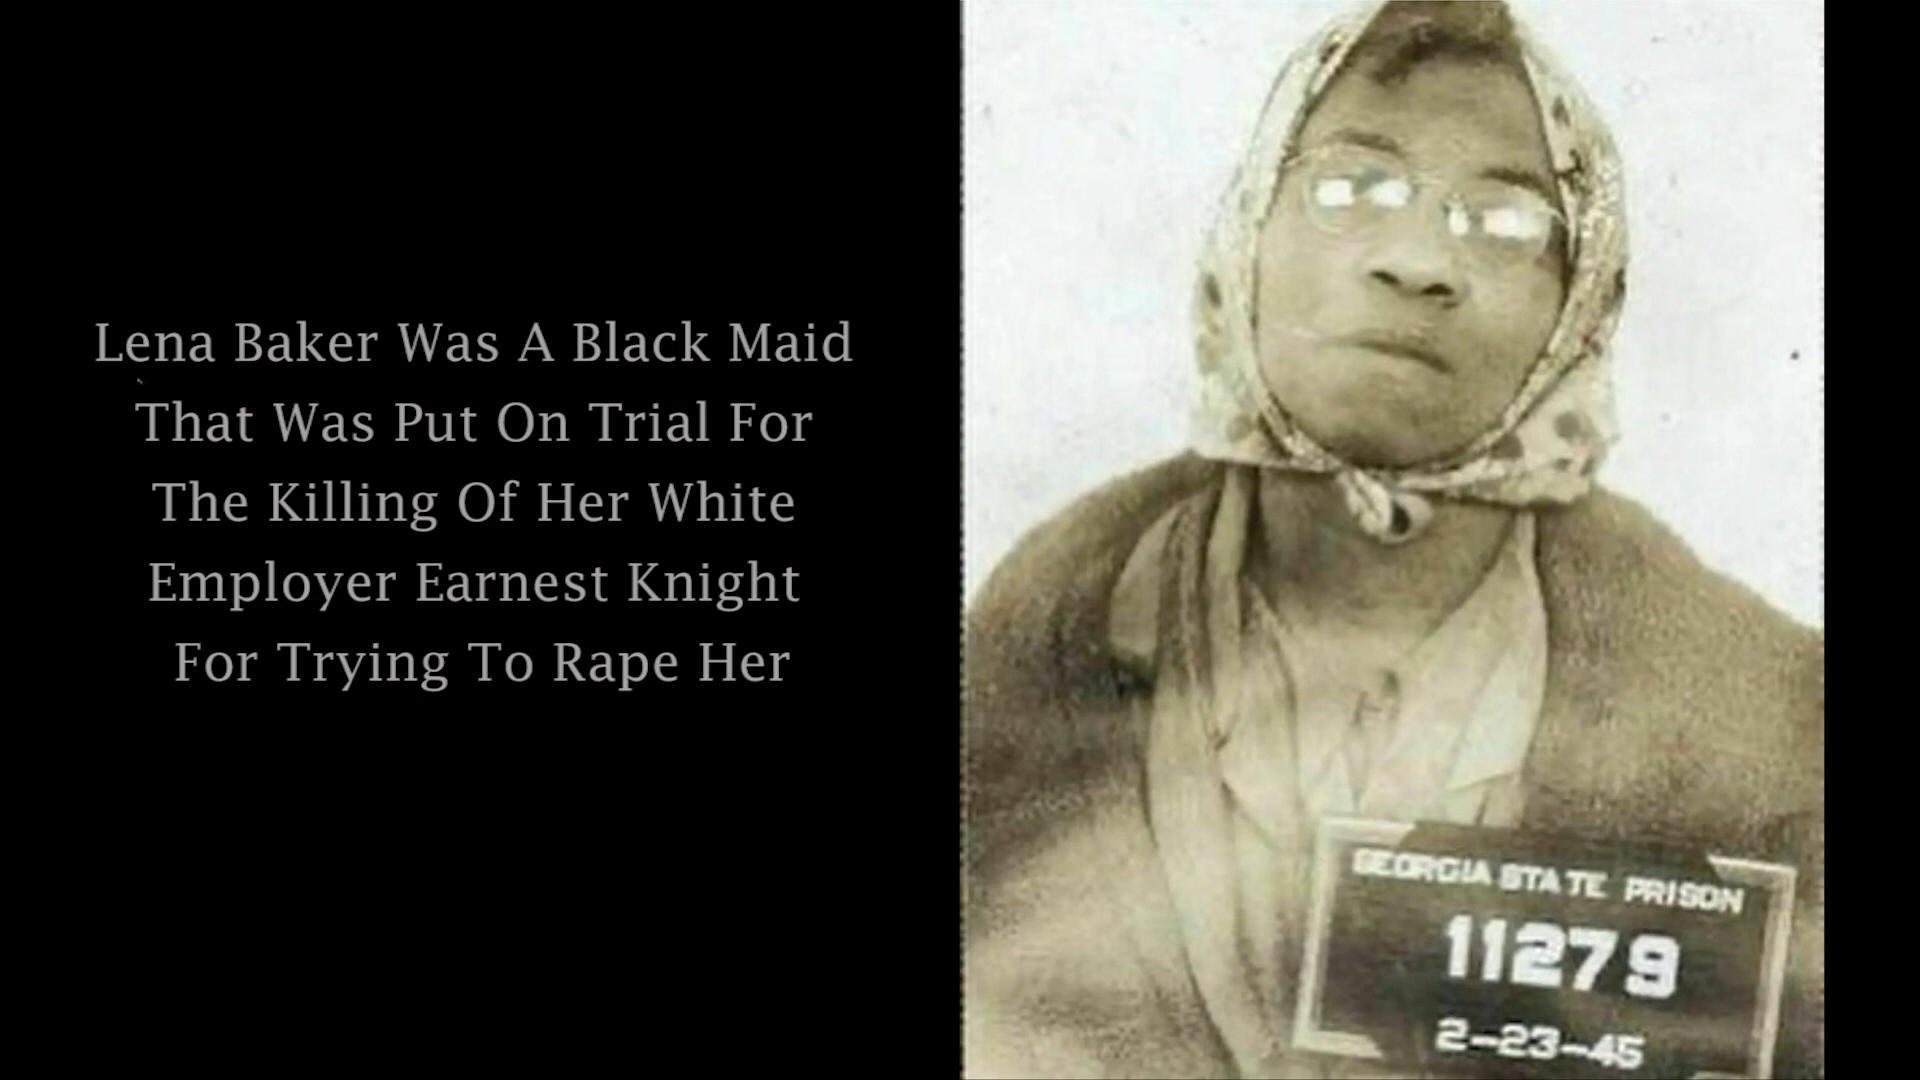 Lena Baker Was A Black Maid
That Was Put On Trial For
The Killing Of Her White
Employer Earnest Knight
For Trying To Rape Her
GEORGIA STATE PRISON
11279
2-23-45